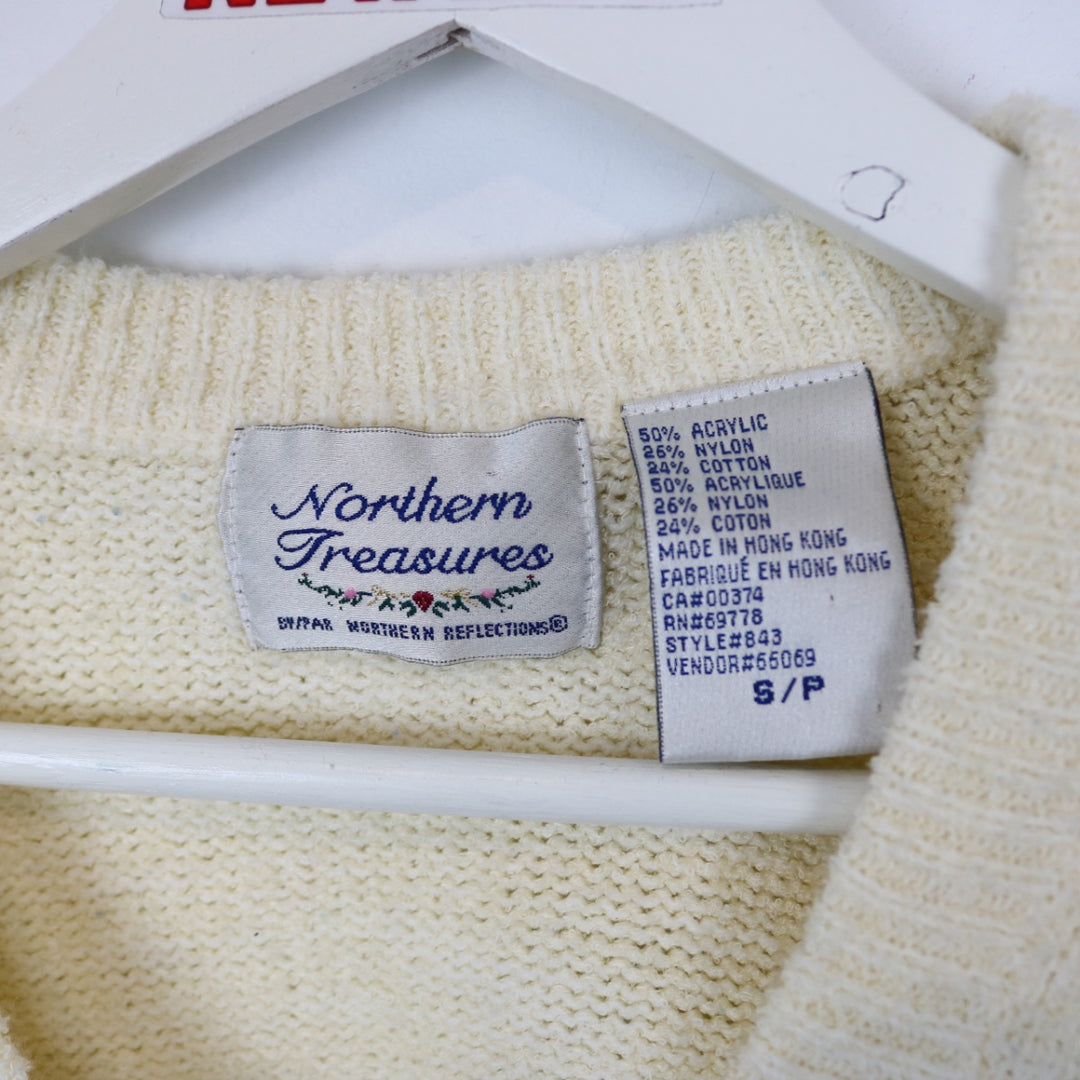 Northern
Treasures
BY/PAR NORTHERN REFLECTIONS®
50% ACRYLIC
26% NYLON
24% COTTON
50% ACRYLIQUE
26% NYLON
24% COTON
MADE IN HONG KONG
FABRIQUÉ EN HONG KONG
CA#00374
RN#69778
STYLE#843
VENDOR#66069
S/P